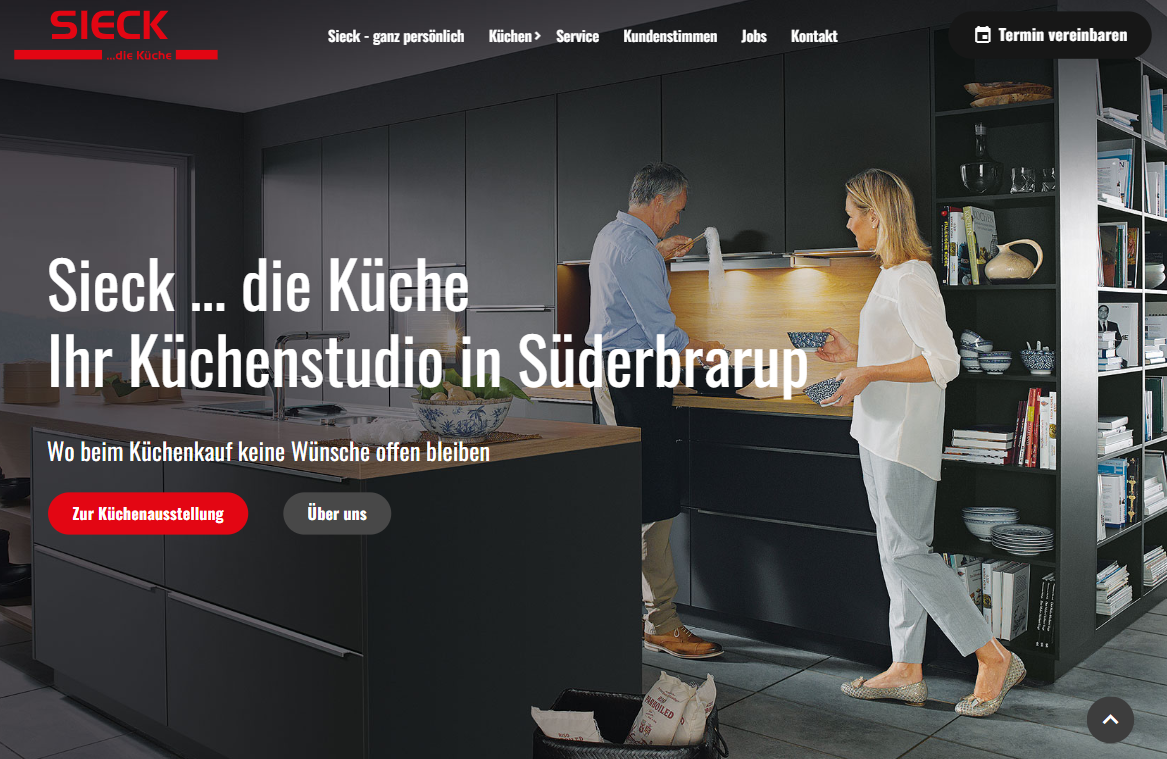 SIECK
...die Küche
Sieck - ganz persönlich
Küchen
Service
Kundenstimmen
Jobs
Kontakt
Termin vereinbaren
Sieck ... die Küche
Ihr Küchenstudio in Süderbrarup
Wo beim Küchenkauf keine Wünsche offen bleiben
Zur Küchenausstellung
Über uns
PARBOILED